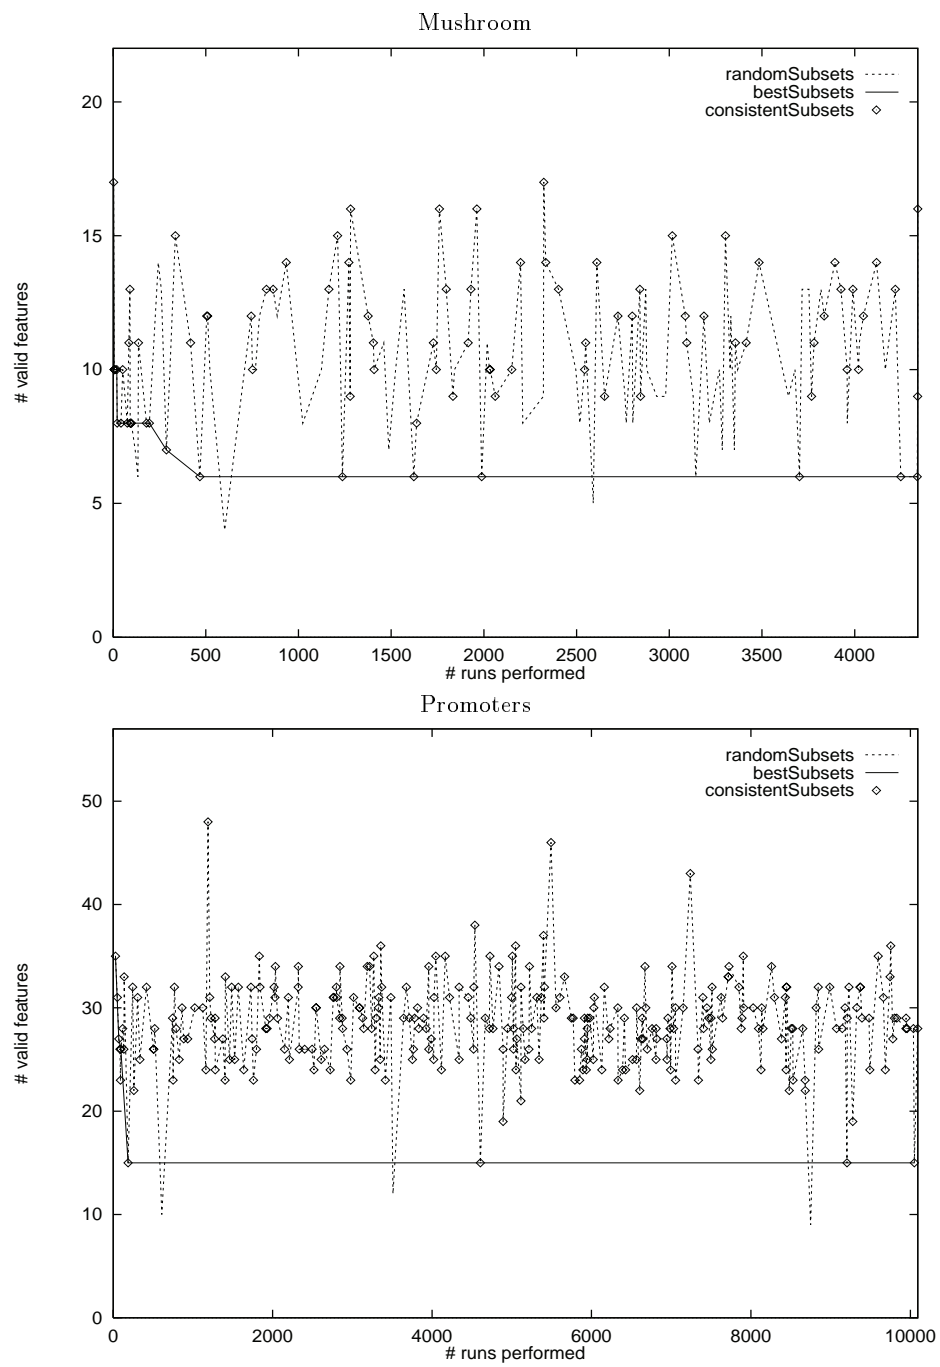 Mushroom
randomSubsets
bestSubsets
consistentSubsets
20
15
10
5
0
# valid features
0 500 1000 1500 2000 2500 3000 3500 4000
# runs performed
Promoters
randomSubsets
bestSubsets
consistentSubsets
50
40
30
20
10
0
# valid features
0 2000 4000 6000 8000 10000
# runs performed